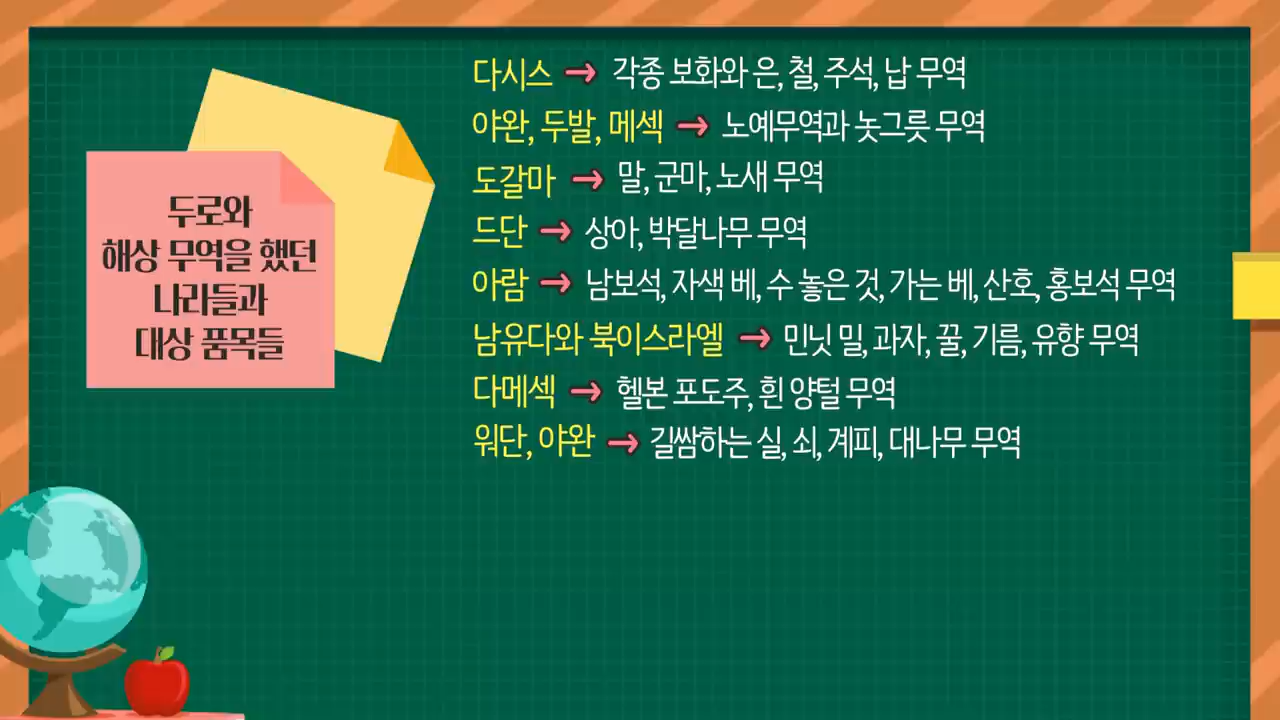 두로와
해상 무역을 했던
나라들과
대상 품목들
다시스 → 각종 보화와 은, 철, 주석, 납 무역
야완, 두발, 메섹 → 노예무역과 놋그릇 무역
도갈마 → 말, 군마, 노새 무역
드단 → 상아, 박달나무 무역
아람 → 남보석, 자색 베, 수 놓은 것, 가는 베, 산호, 홍보석 무역
남유다와 북이스라엘 → 민닛 밀, 과자, 꿀, 기름, 유향 무역
다메섹 → 헬본 포도주, 흰 양털 무역
워단, 야완 → 길쌈하는 실, 쇠, 계피, 대나무 무역